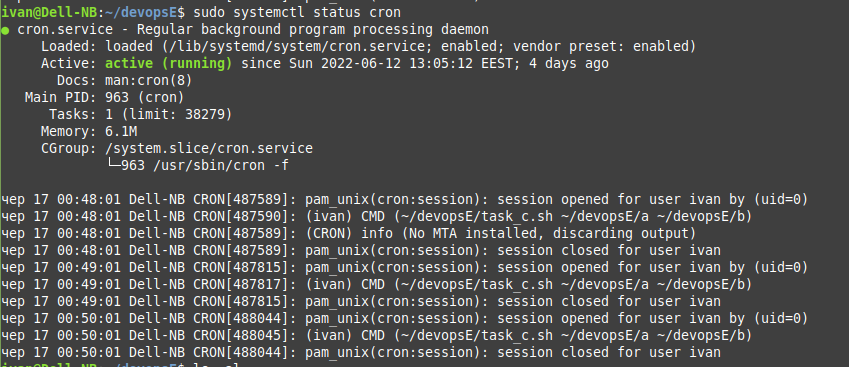 ivan@Dell-NB:~/devopsE$ sudo systemctl status cron
● cron.service - Regular background program processing daemon
     Loaded: loaded (/lib/systemd/system/cron.service; enabled; vendor preset: enabled)
     Active: active (running) since Sun 2022-06-12 13:05:12 EEST; 4 days ago
       Docs: man:cron(8)
   Main PID: 963 (cron)
      Tasks: 1 (limit: 38279)
     Memory: 6.1M
     CGroup: /system.slice/cron.service
             └─963 /usr/sbin/cron -f
чер 17 00:48:01 Dell-NB CRON[487589]: pam_unix(cron:session): session opened for user ivan by (uid=0)
чер 17 00:48:01 Dell-NB CRON[487590]: (ivan) CMD (~/devopsE/task_c.sh ~/devopsE/a ~/devopsE/b)
чер 17 00:48:01 Dell-NB CRON[487589]: (CRON) info (No MTA installed, discarding output)
чер 17 00:48:01 Dell-NB CRON[487589]: pam_unix(cron:session): session closed for user ivan
чер 17 00:49:01 Dell-NB CRON[487815]: pam_unix(cron:session): session opened for user ivan by (uid=0)
чер 17 00:49:01 Dell-NB CRON[487817]: (ivan) CMD (~/devopsE/task_c.sh ~/devopsE/a ~/devopsE/b)
чер 17 00:49:01 Dell-NB CRON[487815]: pam_unix(cron:session): session closed for user ivan
чер 17 00:50:01 Dell-NB CRON[488044]: pam_unix(cron:session): session opened for user ivan by (uid=0)
чер 17 00:50:01 Dell-NB CRON[488045]: (ivan) CMD (~/devopsE/task_c.sh ~/devopsE/a ~/devopsE/b)
чер 17 00:50:01 Dell-NB CRON[488044]: pam_unix(cron:session): session closed for user ivan
ivan@Dell-NB:~/devopsE$